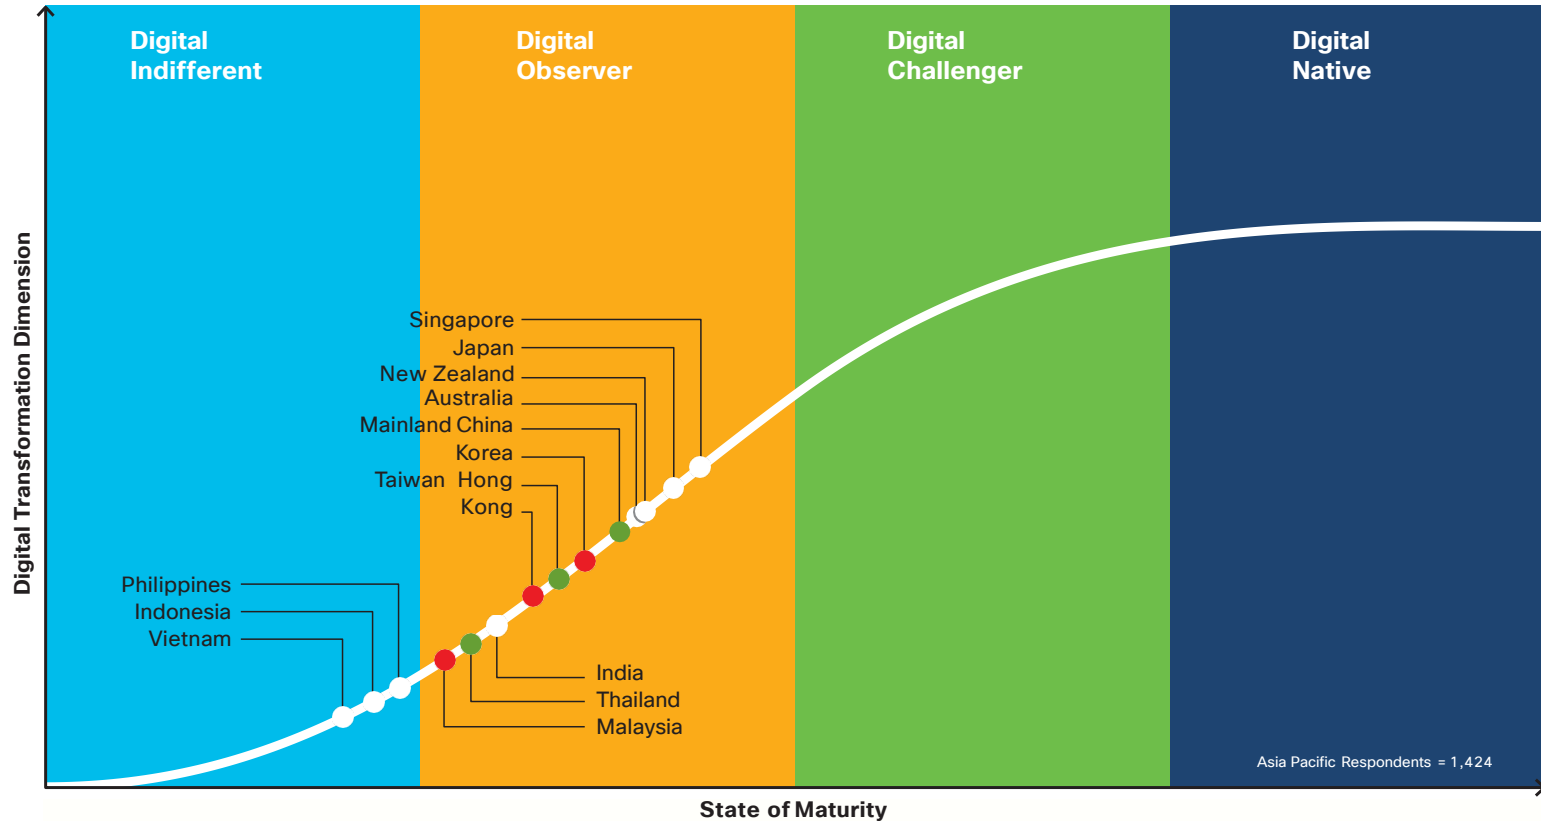 Digital
Indifferent
Digital
Observer
Digital
Challenger
Digital
Native
Digital Transformation Dimension
Singapore
Japan
New Zealand
Australia
Mainland China
Korea
Taiwan Hong
Kong
Philippines
Indonesia
Vietnam
India
Thailand
Malaysia
Asia Pacific Respondents = 1,424
State of Maturity